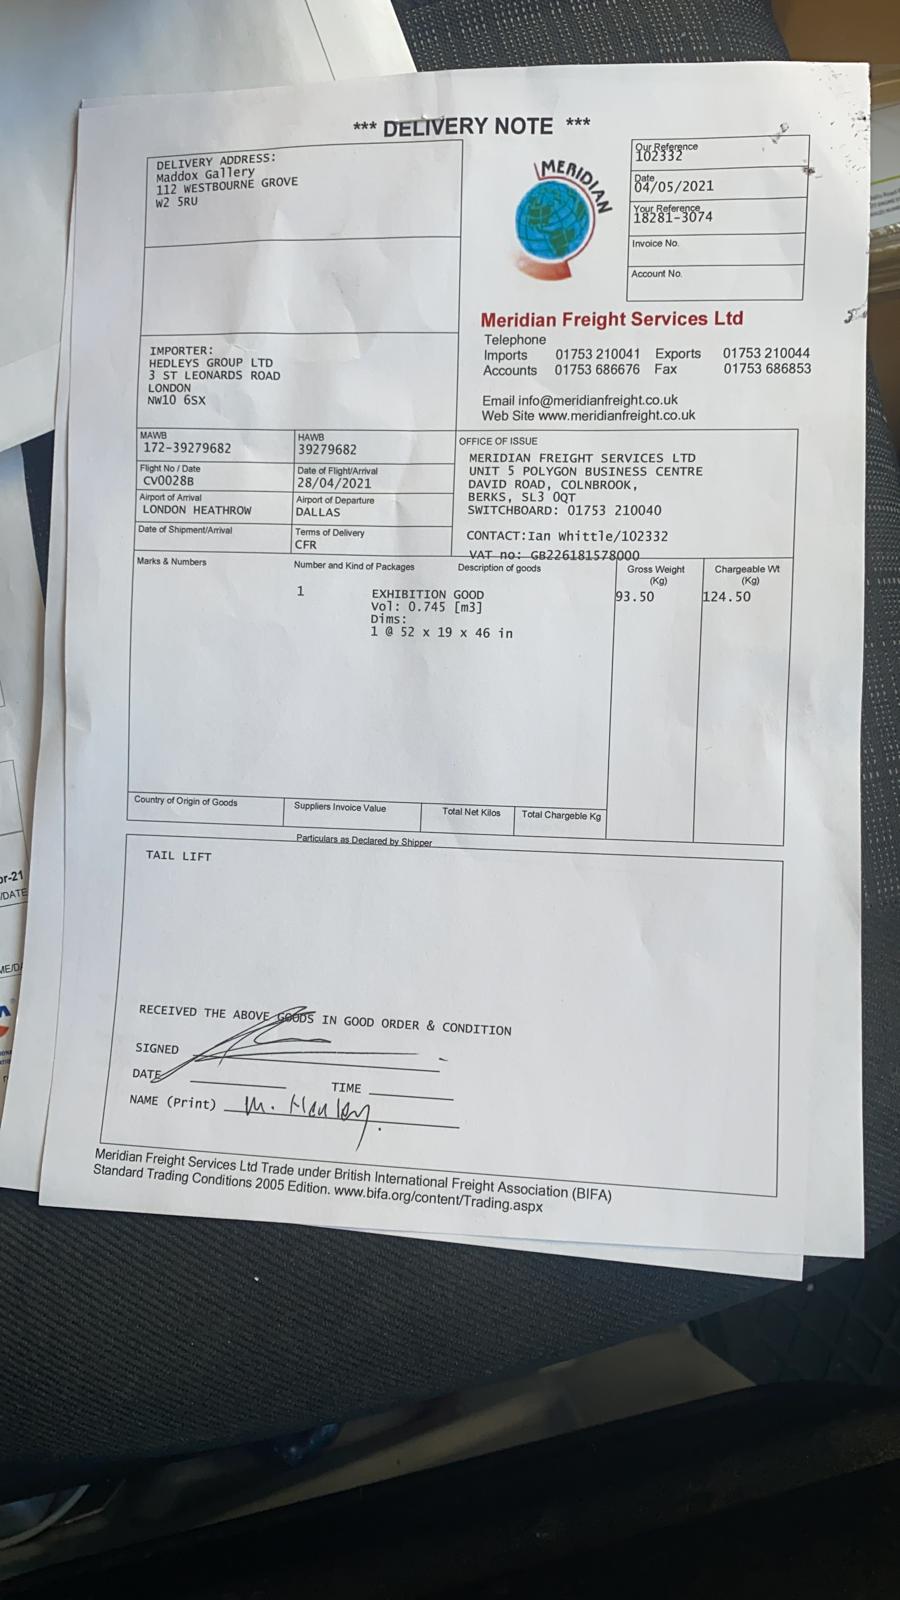 *** DELIVERY NOTE ***
DELIVERY ADDRESS:
Maddox Gallery
112 WESTBOURNE GROVE
W2 5RU
MERIDIAN
Our Reference
102332
Date
04/05/2021
Your Reference
18281-3074
Invoice No.
Account No.
Meridian Freight Services Ltd
Telephone
Imports 01753 210041 Exports 01753 210044
Accounts 01753 686676 Fax 01753 686853
Email info@meridianfreight.co.uk
Web Site www.meridianfreight.co.uk
IMPORTER:
HEDLEYS GROUP LTD
3 ST LEONARDS ROAD
LONDON
NW10 6SX
MAWB
172-39279682
HAWB
39279682
Flight No / Date
CV0028B
Date of Flight/Arrival
28/04/2021
Airport of Arrival
LONDON HEATHROW
Airport of Departure
DALLAS
Date of Shipment/Arrival
Terms of Delivery
CFR
OFFICE OF ISSUE
MERIDIAN FREIGHT SERVICES LTD
UNIT 5 POLYGON BUSINESS CENTRE
DAVID ROAD, COLNBROOK,
BERKS, SL3 0QT
SWITCHBOARD: 01753 210040
CONTACT:Ian Whittle/102332
VAT no: GB226181578000
Marks & Numbers
Number and Kind of Packages
Description of goods
Gross Weight
(Kg)
Chargeable Wt
(Kg)
1 EXHIBITION GOOD 93.50 124.50
Vol: 0.745 [m3]
Dims:
1 @ 52 x 19 x 46 in
Country of Origin of Goods
Suppliers Invoice Value
Total Net Kilos
Total Chargeble Kg
Particulars as Declared by Shipper
TAIL LIFT
RECEIVED THE ABOVE GOODS IN GOOD ORDER & CONDITION
SIGNED
DATE
TIME
NAME (Print) M. Hanley.
Meridian Freight Services Ltd Trade under British International Freight Association (BIFA)
Standard Trading Conditions 2005 Edition. www.bifa.org/content/Trading.aspx